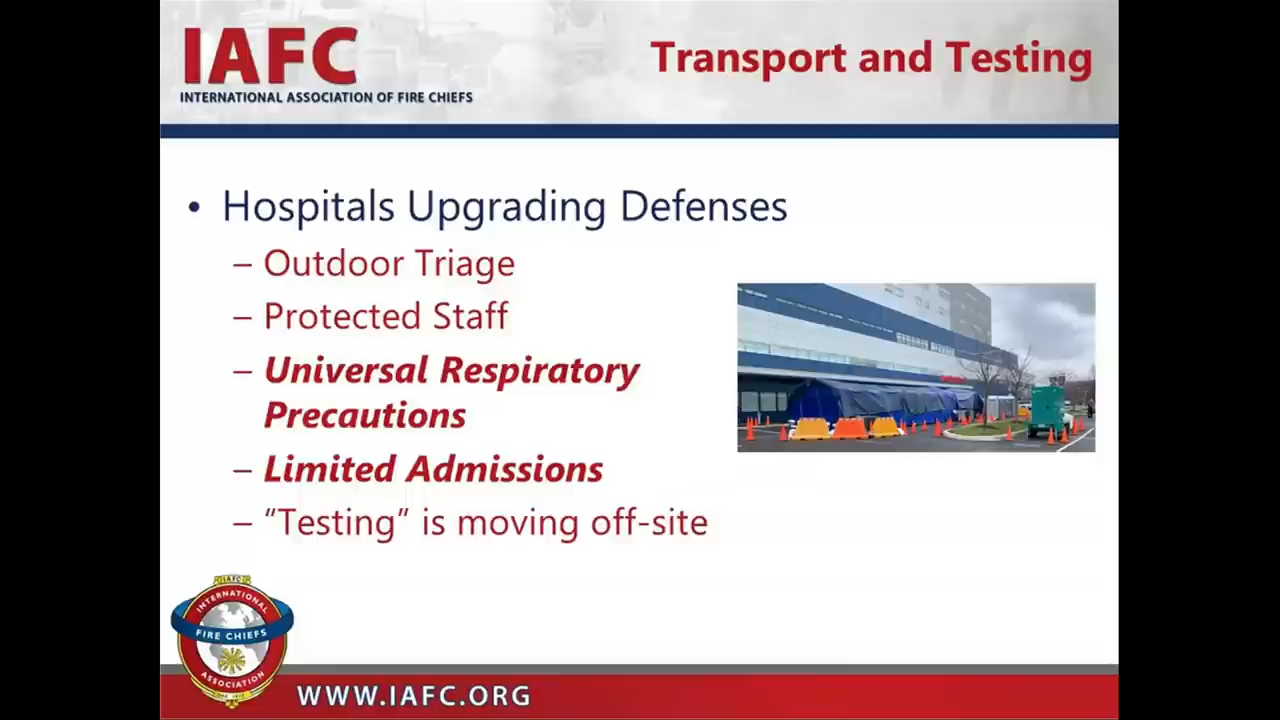 IAFC
INTERNATIONAL ASSOCIATION OF FIRE CHIEFS
Transport and Testing
• Hospitals Upgrading Defenses
– Outdoor Triage
– Protected Staff
– Universal Respiratory
Precautions
– Limited Admissions
– “Testing” is moving off-site
IAFC
INTERNATIONAL
FIRE CHIEFS
ASSOCIATION
WWW.IAFC.ORG